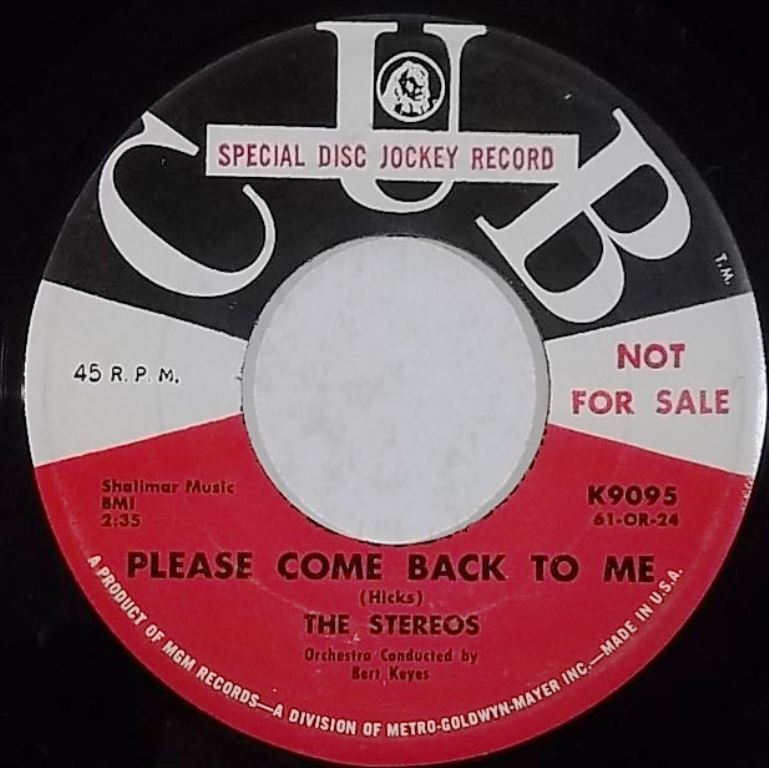 CUB
SPECIAL DISC JOCKEY RECORD
T.M.
45 R.P.M.
NOT
FOR SALE
Shalimar Music
BMI
2:35
K9095
61-OR-24
PLEASE COME BACK TO ME
(Hicks)
THE STEREOS
Orchestra Conducted by
Bert Keyes
A PRODUCT OF MGM RECORDS—A DIVISION OF METRO-GOLDWYN-MAYER INC.—MADE IN U.S.A.